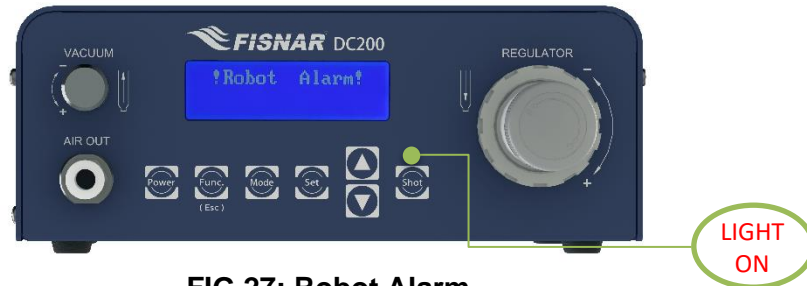 FISNAR DC200
VACUUM
REGULATOR
!Robot Alarm!
- 
+
-
+
AIR OUT
Power
Func.
(Esc)
Mode
Set
Shot
LIGHT
ON
FIG 27: Robot Alarm